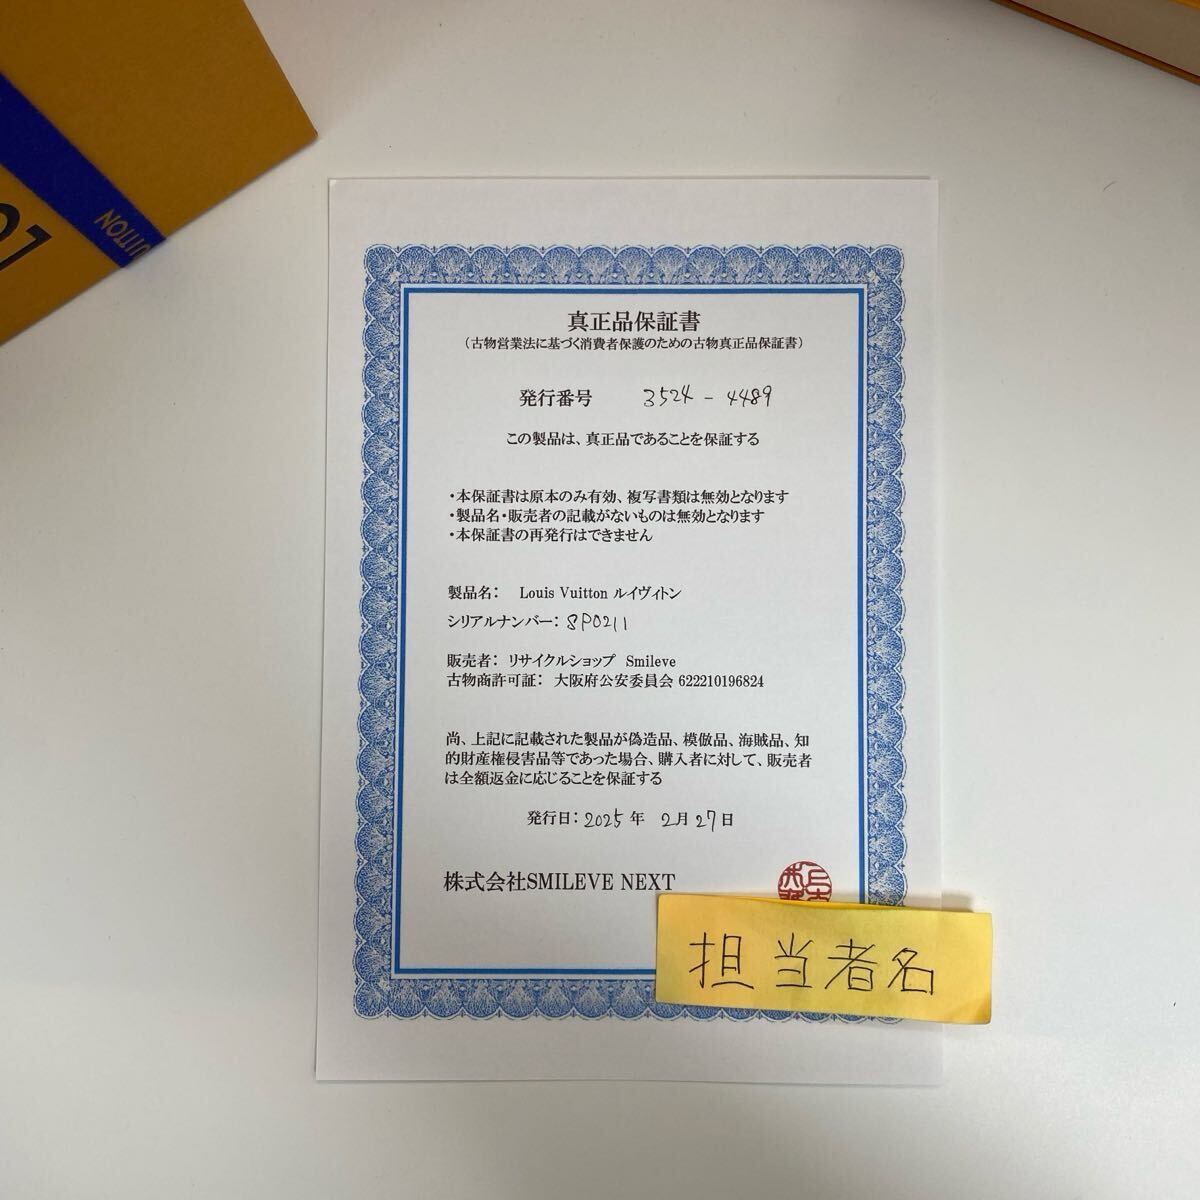 UITTON
真正品保証書
(古物営業法に基づく消費者保護のための古物真正品保証書)
発行番号 3524-4489
この製品は、真正品であることを保証する
・本保証書は原本のみ有効、複写書類は無効となります
・製品名・販売者の記載がないものは無効となります
・本保証書の再発行はできません
製品名: Louis Vuitton ルイヴィトン
シリアルナンバー: SP0211
販売者: リサイクルショップ Smileve
古物商許可証: 大阪府公安委員会 622210196824
尚、上記に記載された製品が偽造品、模倣品、海賊品、知
的財産権侵害品等であった場合、購入者に対して、販売者
は全額返金に応じることを保証する
発行日: 2025年 2月27日
株式会社SMILEVE NEXT
担当者名